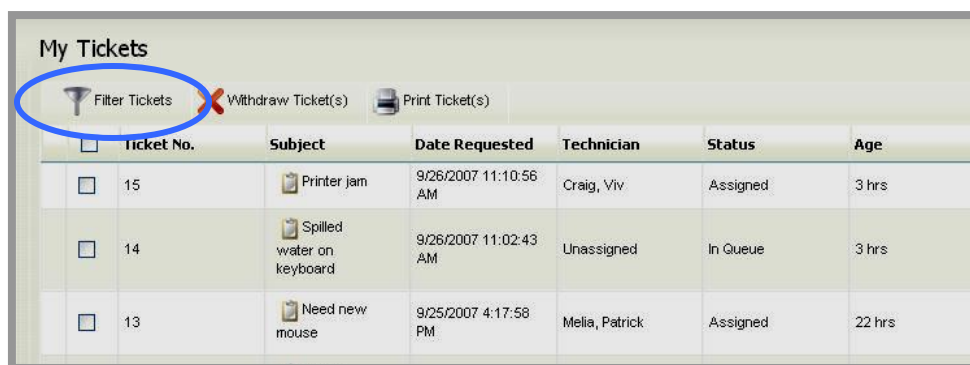 My Tickets
Filter Tickets Withdraw Ticket(s) Print Ticket(s)
Ticket No. Subject Date Requested Technician Status Age
15 Printer jam 9/26/2007 11:10:56 AM Craig, Viv Assigned 3 hrs
14 Spilled water on keyboard 9/26/2007 11:02:43 AM Unassigned In Queue 3 hrs
13 Need new mouse 9/25/2007 4:17:58 PM Melia, Patrick Assigned 22 hrs